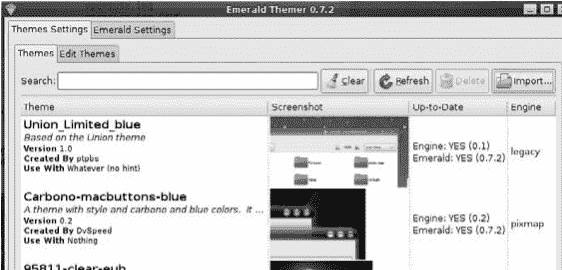 Emerald Themer 0.7.2
Themes Settings Emerald Settings
Themes Edit Themes
Search: Clear Refresh Delete Import...
Theme Screenshot Up-to-Date Engine
Union_Limited_blue
Based on the Union theme
Version 1.0
Created By ptpbs
Use With Whatever (no hint)
Engine: YES (0.1)
Emerald: YES (0.7.2)
legacy
Carbono-macbuttons-blue
A theme with style and carbono and blue colors. It ...
Version 0.2
Created By DvSpeed
Use With Nothing
Engine: YES (0.2)
Emerald: YES (0.7.2)
pixmap
95811-clear-euh